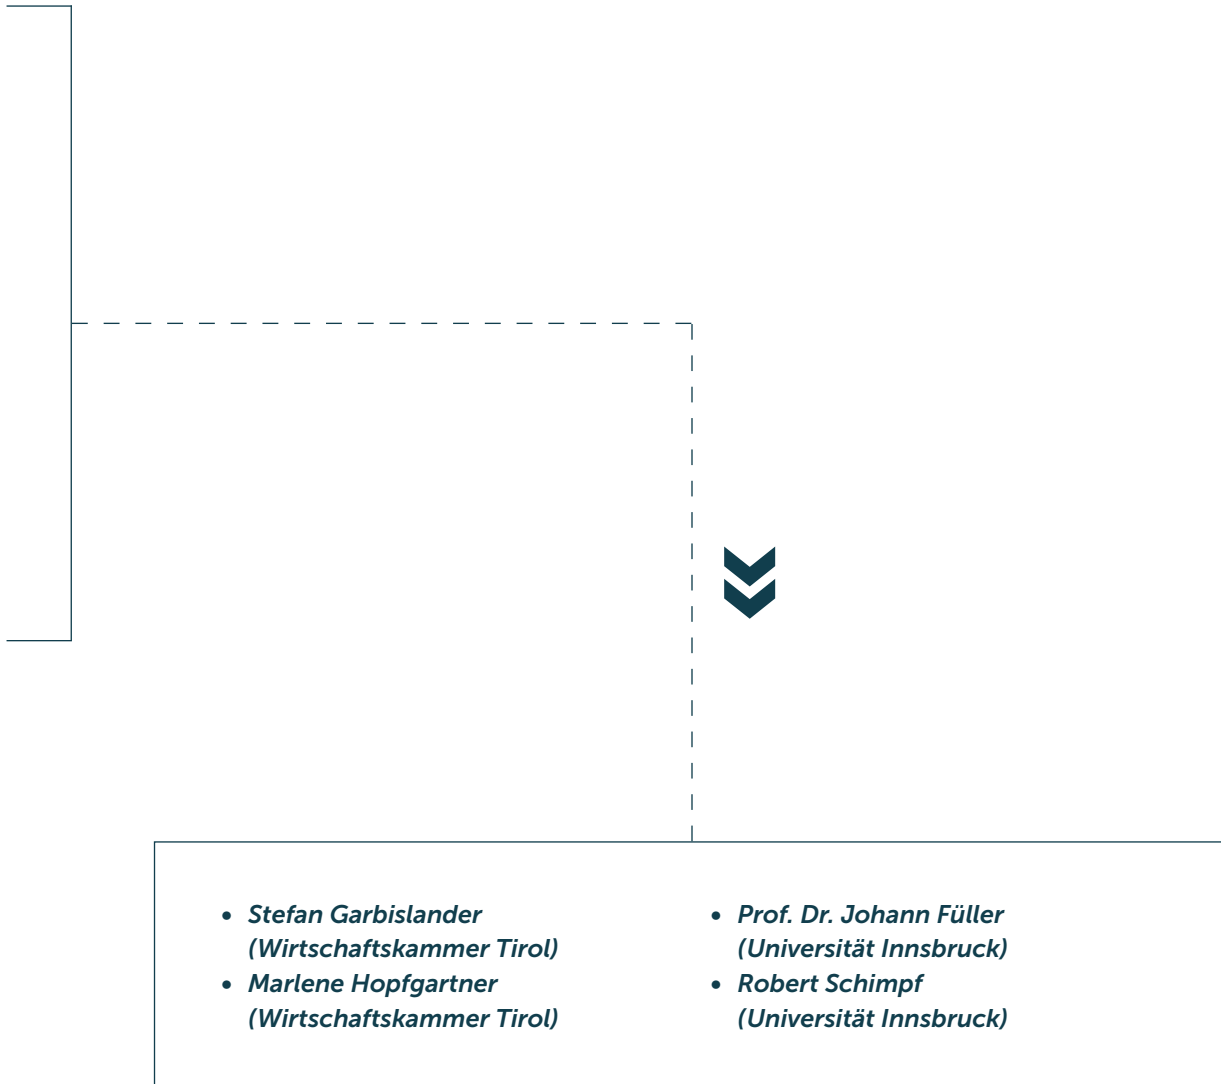 • Stefan Garbislander
(Wirtschaftskammer Tirol)
• Marlene Hopfgartner
(Wirtschaftskammer Tirol)
• Prof. Dr. Johann Füller
(Universität Innsbruck)
• Robert Schimpf
(Universität Innsbruck)